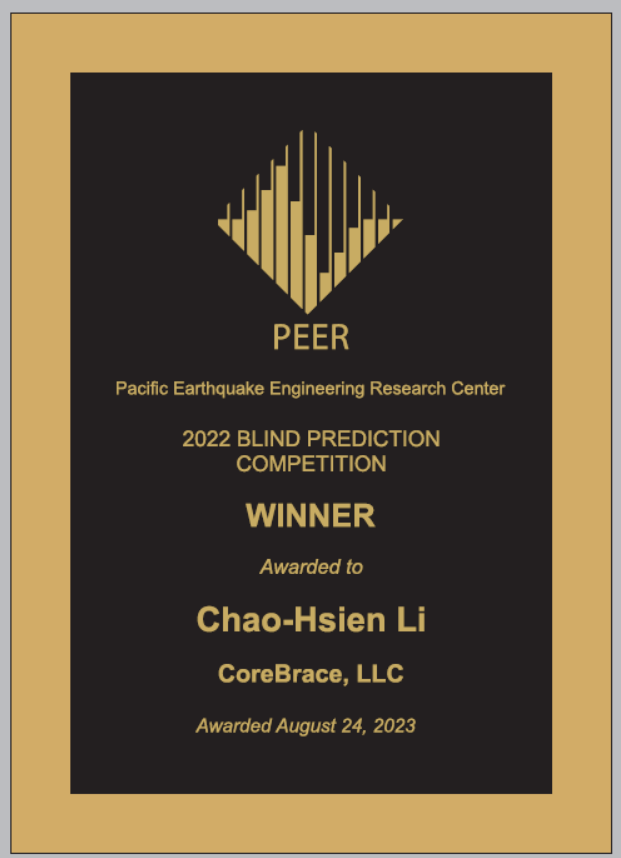 PEER
Pacific Earthquake Engineering Research Center
2022 BLIND PREDICTION
COMPETITION
WINNER
Awarded to
Chao-Hsien Li
CoreBrace, LLC
Awarded August 24, 2023